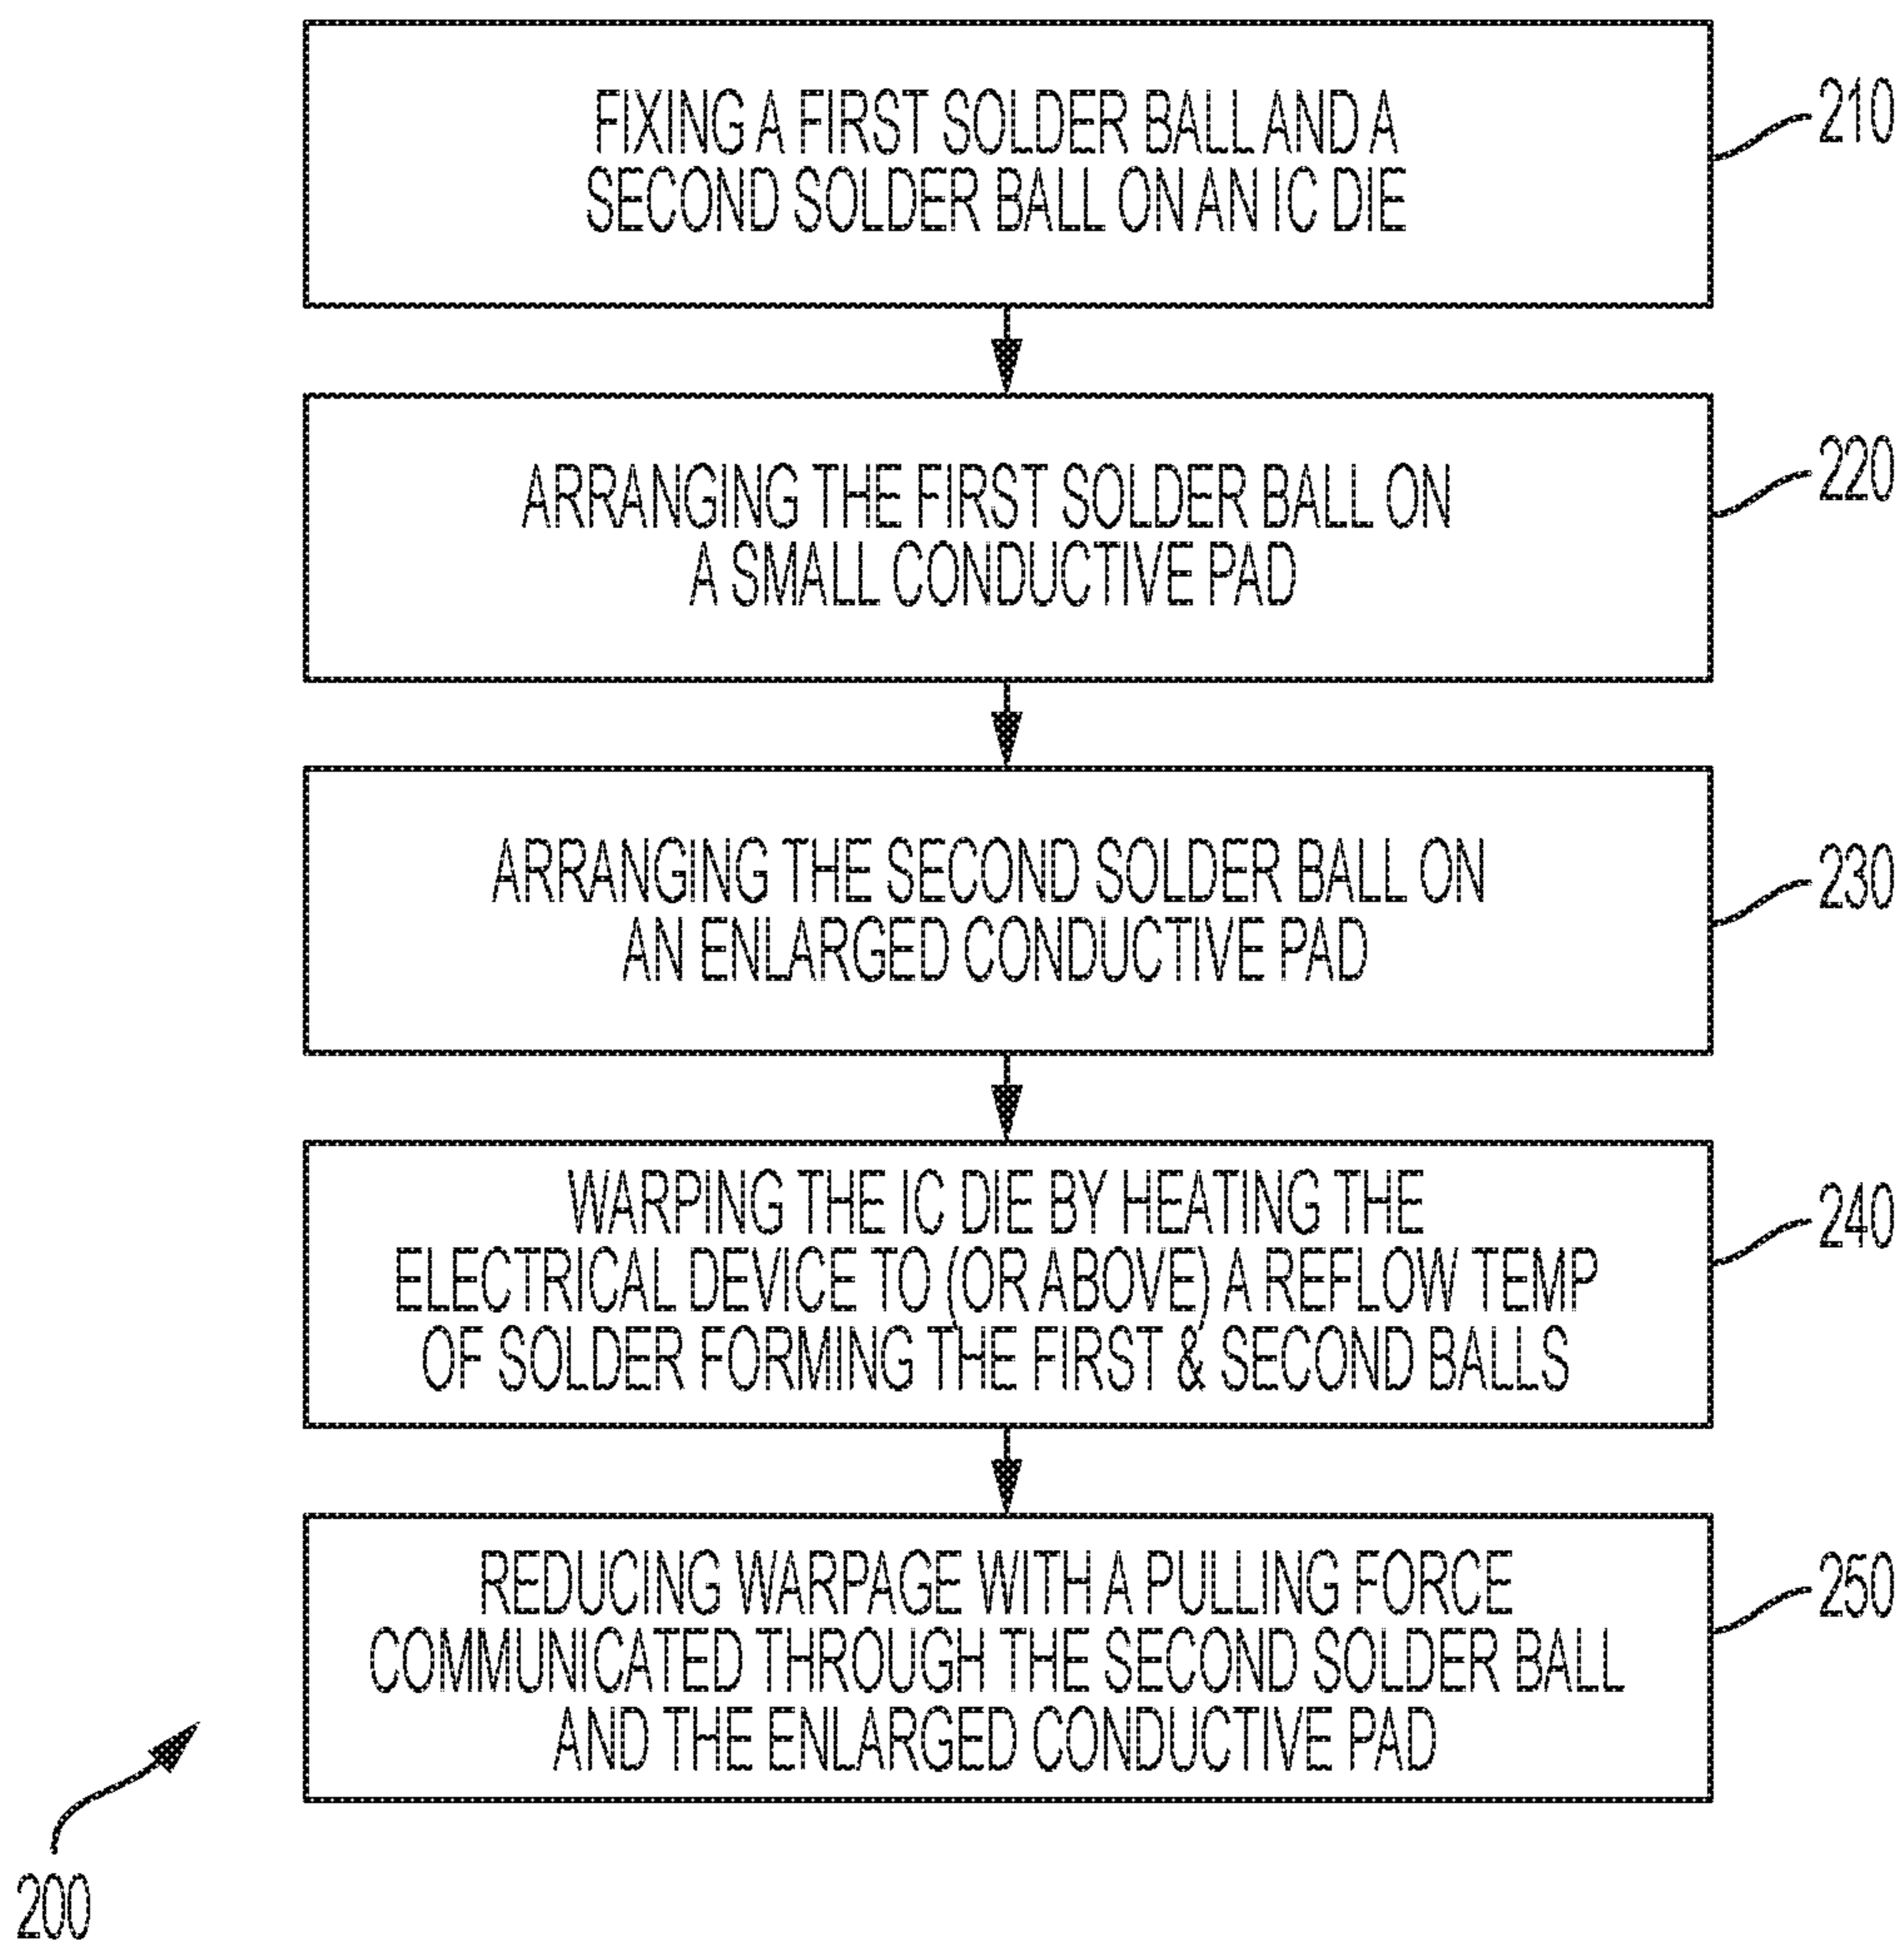 FIXING A FIRST SOLDER BALL AND A
SECOND SOLDER BALL ON AN IC DIE
210
ARRANGING THE FIRST SOLDER BALL ON
A SMALL CONDUCTIVE PAD
220
ARRANGING THE SECOND SOLDER BALL ON
AN ENLARGED CONDUCTIVE PAD
230
WARPING THE IC DIE BY HEATING THE
ELECTRICAL DEVICE TO (OR ABOVE) A REFLOW TEMP
OF SOLDER FORMING THE FIRST & SECOND BALLS
240
REDUCING WARPAGE WITH A PULLING FORCE
COMMUNICATED THROUGH THE SECOND SOLDER BALL
AND THE ENLARGED CONDUCTIVE PAD
250
200